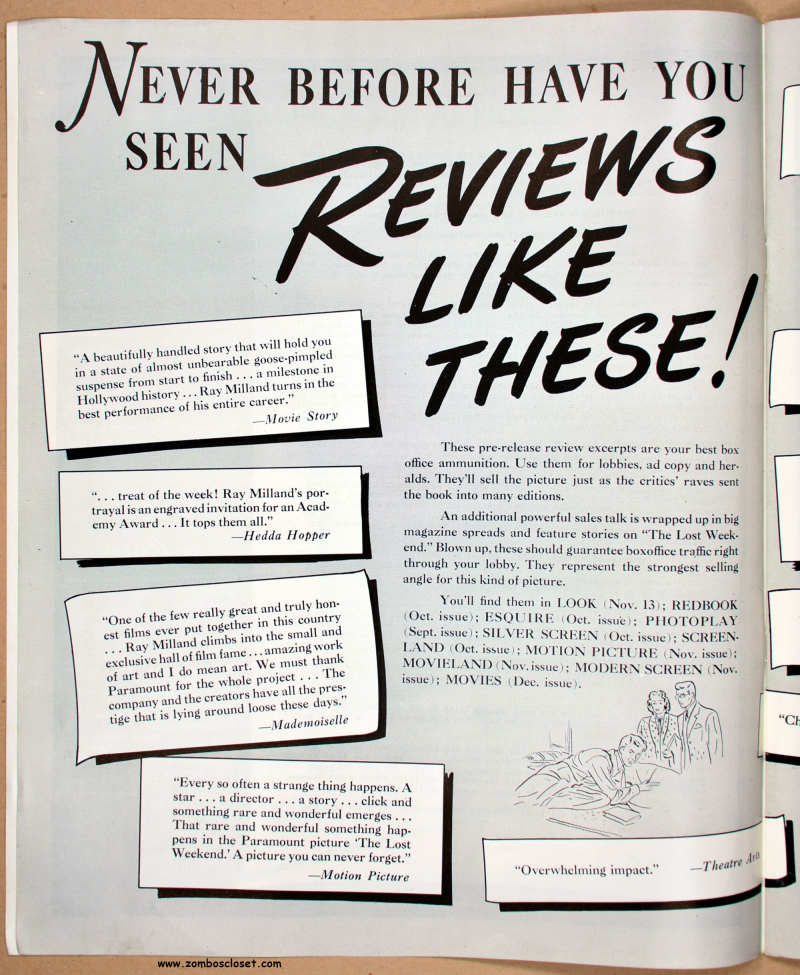 NEVER BEFORE HAVE YOU
SEEN REVIEWS
LIKE
THESE!
“A beautifully handled story that will hold you
in a state of almost unbearable goose-pimpled
suspense from start to finish . . . a milestone in
Hollywood history . . . Ray Milland turns in the
best performance of his entire career.”
—Movie Story
“. . . treat of the week! Ray Milland’s por-
trayal is an engraved invitation for an Acad-
emy Award . . . It tops them all.”
—Hedda Hopper
“One of the few really great and truly hon-
est films ever put together in this country
. . . Ray Milland climbs into the small and
exclusive hall of film fame . . . amazing work
of art and I do mean art. We must thank
Paramount for the whole project . . . The
company and the creators have all the pres-
tige that is lying around loose these days.”
—Mademoiselle
“Every so often a strange thing happens. A
star . . . a director . . . a story . . . click and
something rare and wonderful emerges . . .
That rare and wonderful something hap-
pens in the Paramount picture ‘The Lost
Weekend.’ A picture you can never forget.”
—Motion Picture
These pre-release review excerpts are your best box
office ammunition. Use them for lobbies, ad copy and her-
alds. They’ll sell the picture just as the critics’ raves sent
the book into many editions.
An additional powerful sales talk is wrapped up in big
magazine spreads and feature stories on “The Lost Week-
end.” Blown up, these should guarantee boxoffice traffic right
through your lobby. They represent the strongest selling
angle for this kind of picture.
You’ll find them in LOOK (Nov. 13); REDBOOK
(Oct. issue); ESQUIRE (Oct. issue); PHOTOPLAY
(Sept. issue); SILVER SCREEN (Oct. issue); SCREEN-
LAND (Oct. issue); MOTION PICTURE (Nov. issue);
MOVIELAND (Nov. issue); MODERN SCREEN (Nov.
issue); MOVIES (Dec. issue).
“Overwhelming impact.” —Theatre Arts
“Ch
www.zomboscloset.com